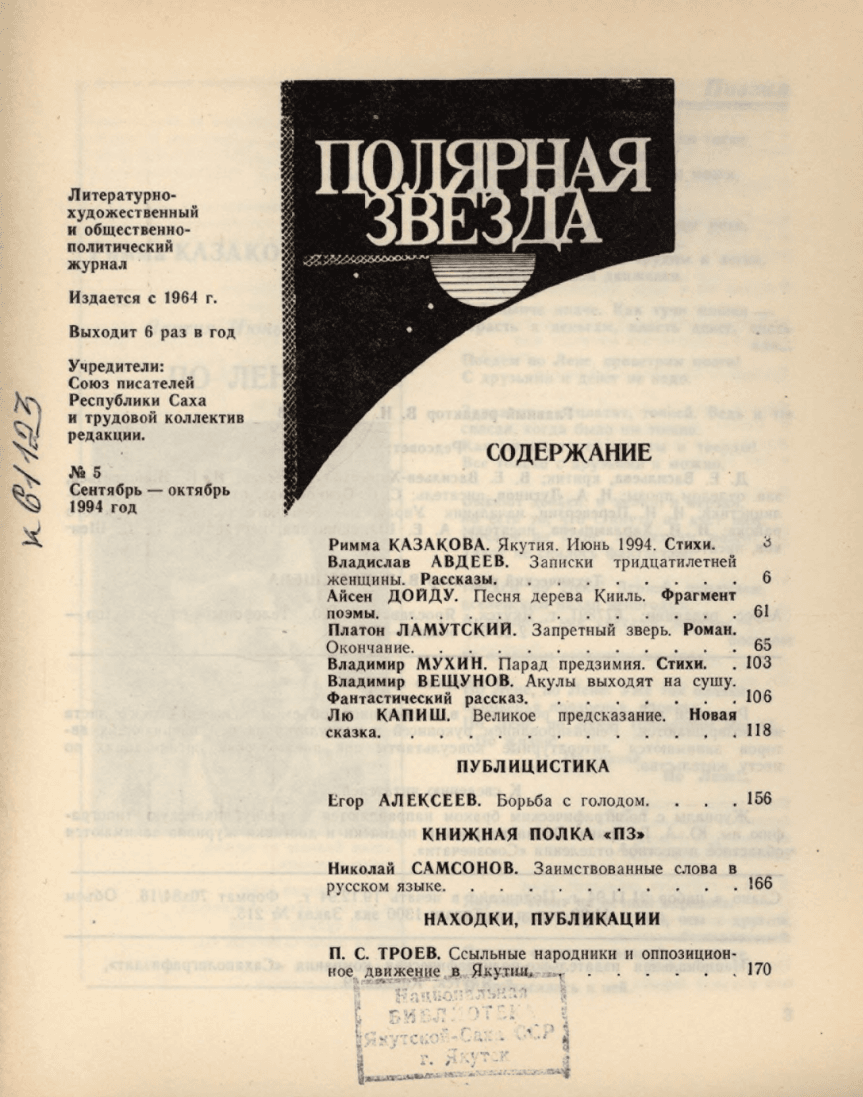 ПОЛЯРНАЯ
ЗВЕЗДА
Литературно-
художественный
и общественно-
политический
журнал
Издается с 1964 г.
Выходит 6 раз в год
Учредители:
Союз писателей
Республики Саха
и трудовой коллектив
редакции.
№ 5
Сентябрь — октябрь
1994 год
к 61123
СОДЕРЖАНИЕ
Римма КАЗАКОВА. Якутия. Июнь 1994. Стихи. 3
Владислав АВДЕЕВ. Записки тридцатилетней
женщины. Рассказы. . . . . . . . 6
Айсен ДОЙДУ. Песня дерева Кииль. Фрагмент
поэмы. . . . . . . . . . . . 61
Платон ЛАМУТСКИЙ. Запретный зверь. Роман.
Окончание. . . . . . . . . . . 65
Владимир МУХИН. Парад предзимия. Стихи. . 103
Владимир ВЕЩУНОВ. Акулы выходят на сушу.
Фантастический рассказ. . . . . . . 106
Лю КАПИШ. Великое предсказание. Новая
сказка. . . . . . . . . . . . 118
ПУБЛИЦИСТИКА
Егор АЛЕКСЕЕВ. Борьба с голодом. . . . 156
КНИЖНАЯ ПОЛКА «ПЗ»
Николай САМСОНОВ. Заимствованные слова в
русском языке. . . . . . . . . . 166
НАХОДКИ, ПУБЛИКАЦИИ
П. С. ТРОЕВ. Ссыльные народники и оппозицион-
ное движение в Якутии. . . . . . . 170
Национальная
БИБЛИОТЕКА
Якутской-Саха ССР
г. Якутск